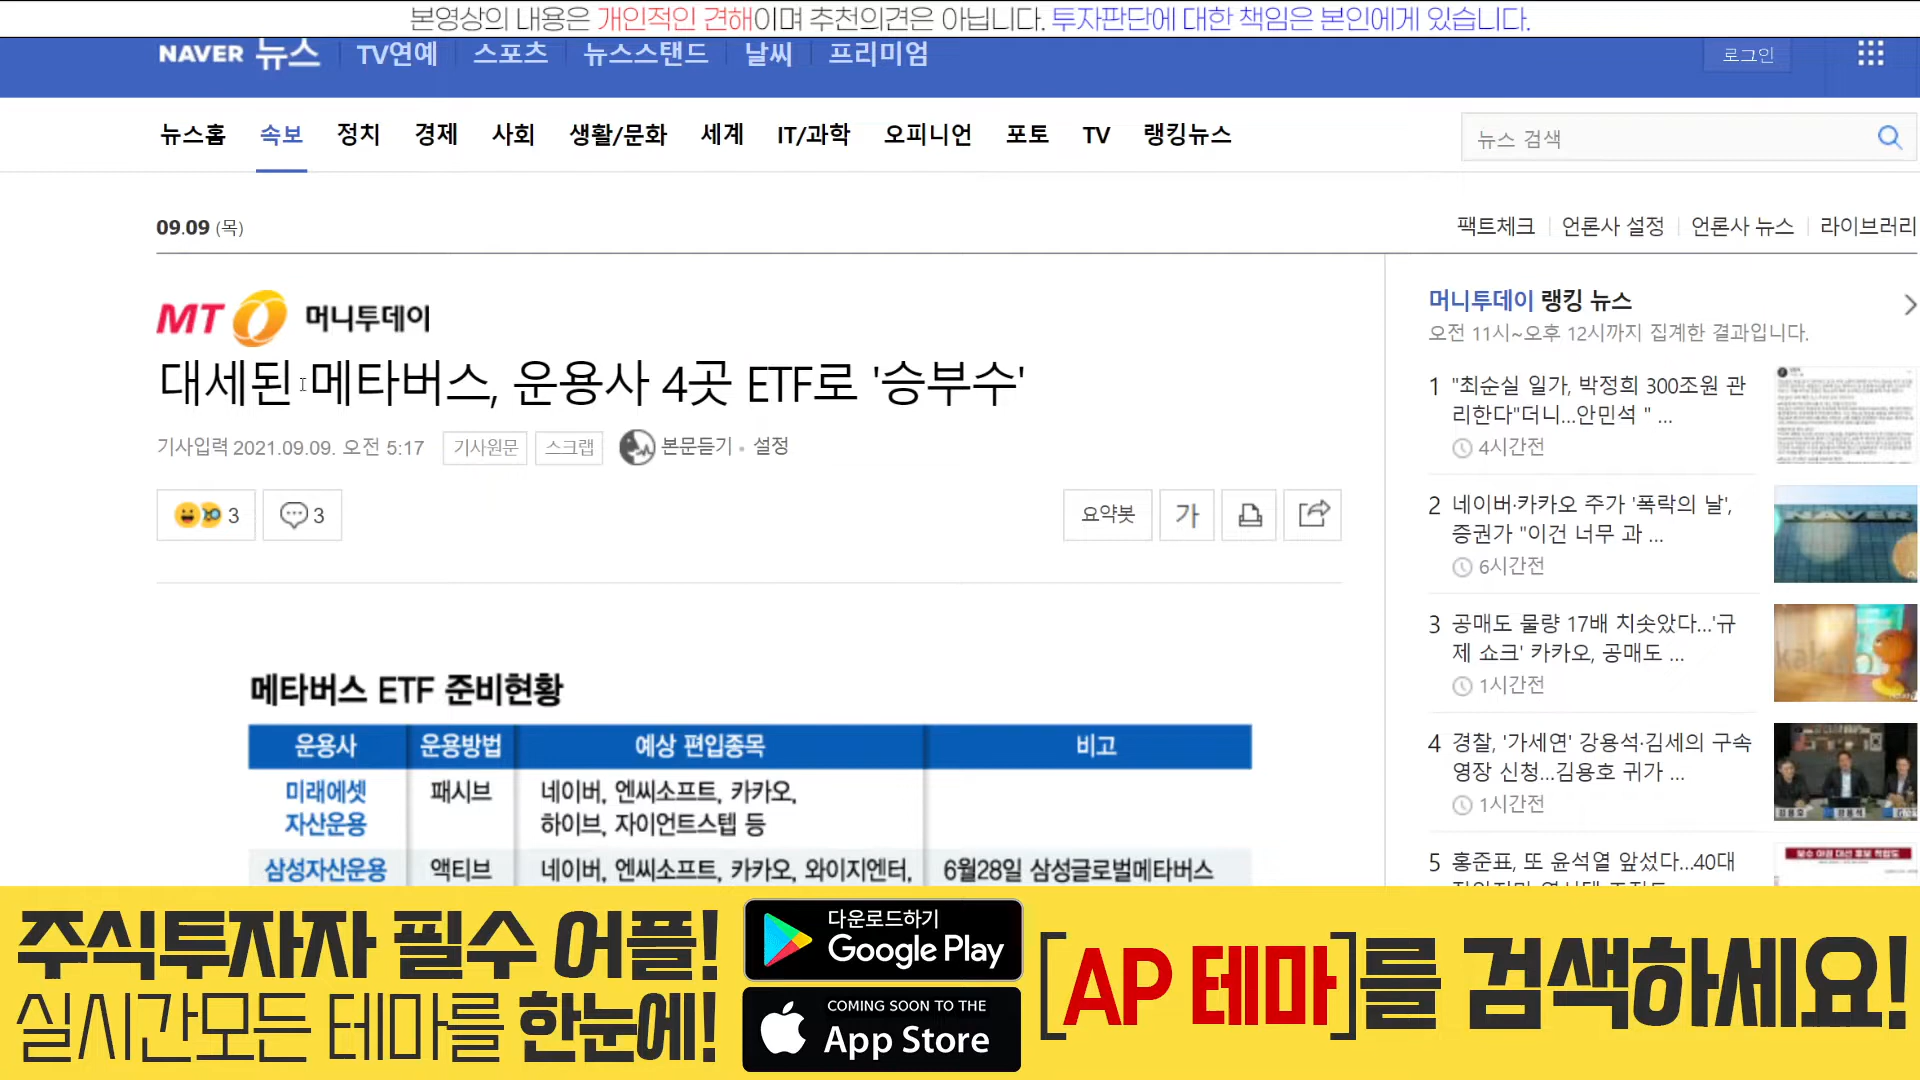 본영상의 내용은 개인적인 견해이며 추천의견은 아닙니다. 투자판단에 대한 책임은 본인에게 있습니다.
NAVER 뉴스 TV연예 스포츠 뉴스스탠드 날씨 프리미엄 로그인
뉴스홈 속보 정치 경제 사회 생활/문화 세계 IT/과학 오피니언 포토 TV 랭킹뉴스 뉴스 검색
09.09 (목) 팩트체크 언론사 설정 언론사 뉴스 라이브러리
MT 머니투데이
대세된 메타버스, 운용사 4곳 ETF로 '승부수'
기사입력 2021.09.09. 오전 5:17 기사원문 스크랩 본문듣기 설정
3 3 요약봇 가
메타버스 ETF 준비현황
운용사 운용방법 예상 편입종목 비고
미래에셋 자산운용 패시브 네이버, 엔씨소프트, 카카오,
하이브, 자이언트스텝 등
삼성자산운용 액티브 네이버, 엔씨소프트, 카카오, 와이지엔터, 6월28일 삼성글로벌메타버스
머니투데이 랭킹 뉴스
오전 11시~오후 12시까지 집계한 결과입니다.
1 "최순실 일가, 박정희 300조원 관
리한다"더니...안민석 " ...
4시간전
2 네이버·카카오 주가 '폭락의 날',
증권가 "이건 너무 과 ...
6시간전
3 공매도 물량 17배 치솟았다...'규
제 쇼크' 카카오, 공매도 ...
1시간전
4 경찰, '가세연' 강용석·김세의 구속
영장 신청...김용호 귀가 ...
1시간전
5 홍준표, 또 윤석열 앞섰다...40대
주식투자자 필수 어플!
실시간모든 테마를 한눈에!
다운로드하기
Google Play
COMING SOON TO THE
App Store
[AP 테마]를 검색하세요!